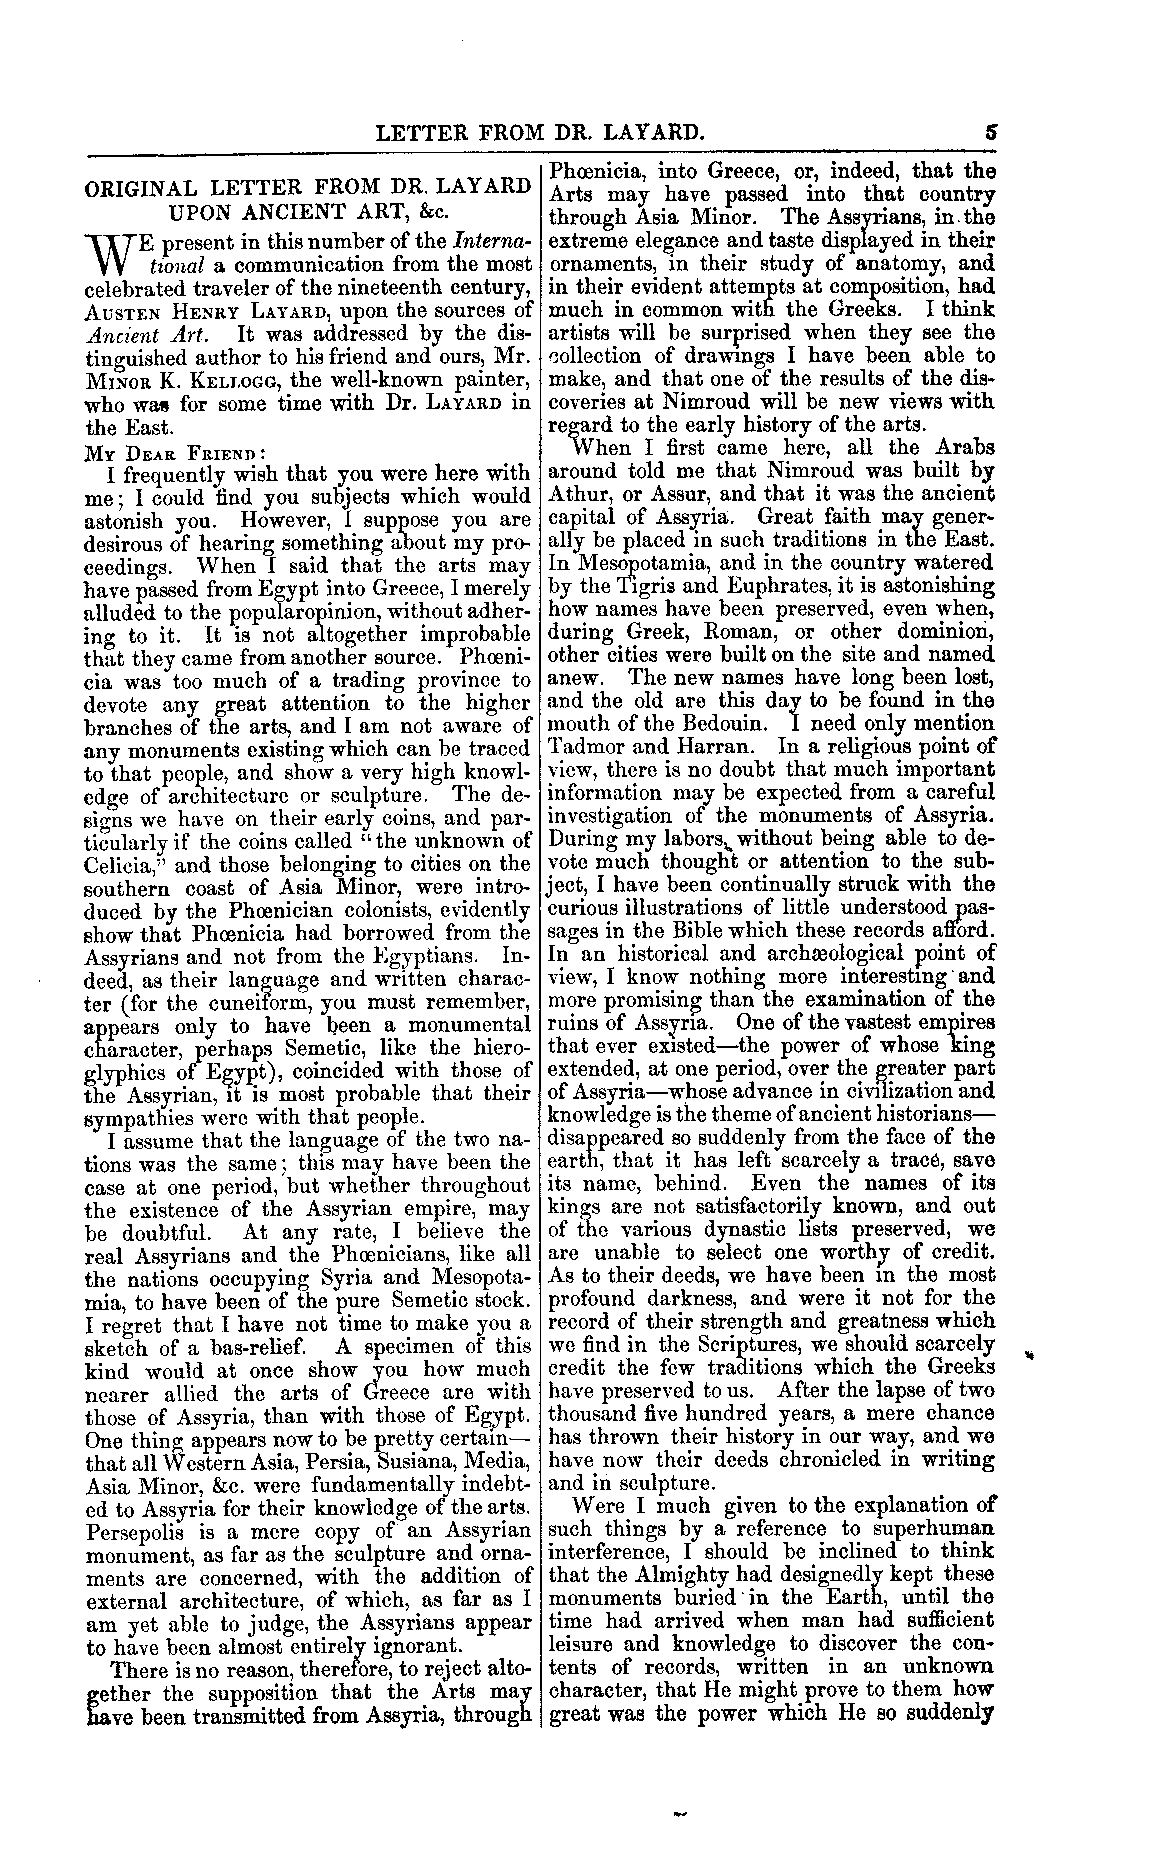 LETTER FROM DR. LAYARD. 5
ORIGINAL LETTER FROM DR. LAYARD
UPON ANCIENT ART, &c.
WE present in this number of the Interna-
tional a communication from the most
celebrated traveler of the nineteenth century,
AUSTEN HENRY LAYARD, upon the sources of
Ancient Art. It was addressed by the dis-
tinguished author to his friend and ours, Mr.
MINOR K. KELLOGG, the well-known painter,
who was for some time with Dr. LAYARD in
the East.
MY DEAR FRIEND:
I frequently wish that you were here with
me; I could find you subjects which would
astonish you. However, I suppose you are
desirous of hearing something about my pro-
ceedings. When I said that the arts may
have passed from Egypt into Greece, I merely
alluded to the popular opinion, without adher-
ing to it. It is not altogether improbable
that they came from another source. Phœni-
cia was too much of a trading province to
devote any great attention to the higher
branches of the arts, and I am not aware of
any monuments existing which can be traced
to that people, and show a very high knowl-
edge of architecture or sculpture. The de-
signs we have on their early coins, and par-
ticularly if the coins called "the unknown of
Celicia," and those belonging to cities on the
southern coast of Asia Minor, were intro-
duced by the Phœnician colonists, evidently
show that Phœnicia had borrowed from the
Assyrians and not from the Egyptians. In-
deed, as their language and written charac-
ter (for the cuneiform, you must remember,
appears only to have been a monumental
character, perhaps Semetic, like the hiero-
glyphics of Egypt), coincided with those of
the Assyrian, it is most probable that their
sympathies were with that people.
I assume that the language of the two na-
tions was the same; this may have been the
case at one period, but whether throughout
the existence of the Assyrian empire, may
be doubtful. At any rate, I believe the
real Assyrians and the Phœnicians, like all
the nations occupying Syria and Mesopota-
mia, to have been of the pure Semetic stock.
I regret that I have not time to make you a
sketch of a bas-relief. A specimen of this
kind would at once show you how much
nearer allied the arts of Greece are with
those of Assyria, than with those of Egypt.
One thing appears now to be pretty certain—
that all Western Asia, Persia, Susiana, Media,
Asia Minor, &c. were fundamentally indebt-
ed to Assyria for their knowledge of the arts.
Persepolis is a mere copy of an Assyrian
monument, as far as the sculpture and orna-
ments are concerned, with the addition of
external architecture, of which, as far as I
am yet able to judge, the Assyrians appear
to have been almost entirely ignorant.
There is no reason, therefore, to reject alto-
gether the supposition that the Arts may
have been transmitted from Assyria, through
Phœnicia, into Greece, or, indeed, that the
Arts may have passed into that country
through Asia Minor. The Assyrians, in the
extreme elegance and taste displayed in their
ornaments, in their study of anatomy, and
in their evident attempts at composition, had
much in common with the Greeks. I think
artists will be surprised when they see the
collection of drawings I have been able to
make, and that one of the results of the dis-
coveries at Nimroud will be new views with
regard to the early history of the arts.
When I first came here, all the Arabs
around told me that Nimroud was built by
Athur, or Assur, and that it was the ancient
capital of Assyria. Great faith may gener-
ally be placed in such traditions in the East.
In Mesopotamia, and in the country watered
by the Tigris and Euphrates, it is astonishing
how names have been preserved, even when,
during Greek, Roman, or other dominion,
other cities were built on the site and named
anew. The new names have long been lost,
and the old are this day to be found in the
mouth of the Bedouin. I need only mention
Tadmor and Harran. In a religious point of
view, there is no doubt that much important
information may be expected from a careful
investigation of the monuments of Assyria.
During my labors, without being able to de-
vote much thought or attention to the sub-
ject, I have been continually struck with the
curious illustrations of little understood pas-
sages in the Bible which these records afford.
In an historical and archæological point of
view, I know nothing more interesting and
more promising than the examination of the
ruins of Assyria. One of the vastest empires
that ever existed—the power of whose king
extended, at one period, over the greater part
of Assyria—whose advance in civilization and
knowledge is the theme of ancient historians—
disappeared so suddenly from the face of the
earth, that it has left scarcely a trace, save
its name, behind. Even the names of its
kings are not satisfactorily known, and out
of the various dynastic lists preserved, we
are unable to select one worthy of credit.
As to their deeds, we have been in the most
profound darkness, and were it not for the
record of their strength and greatness which
we find in the Scriptures, we should scarcely
credit the few traditions which the Greeks
have preserved to us. After the lapse of two
thousand five hundred years, a mere chance
has thrown their history in our way, and we
have now their deeds chronicled in writing
and in sculpture.
Were I much given to the explanation of
such things by a reference to superhuman
interference, I should be inclined to think
that the Almighty had designedly kept these
monuments buried in the Earth, until the
time had arrived when man had sufficient
leisure and knowledge to discover the con-
tents of records, written in an unknown
character, that He might prove to them how
great was the power which He so suddenly